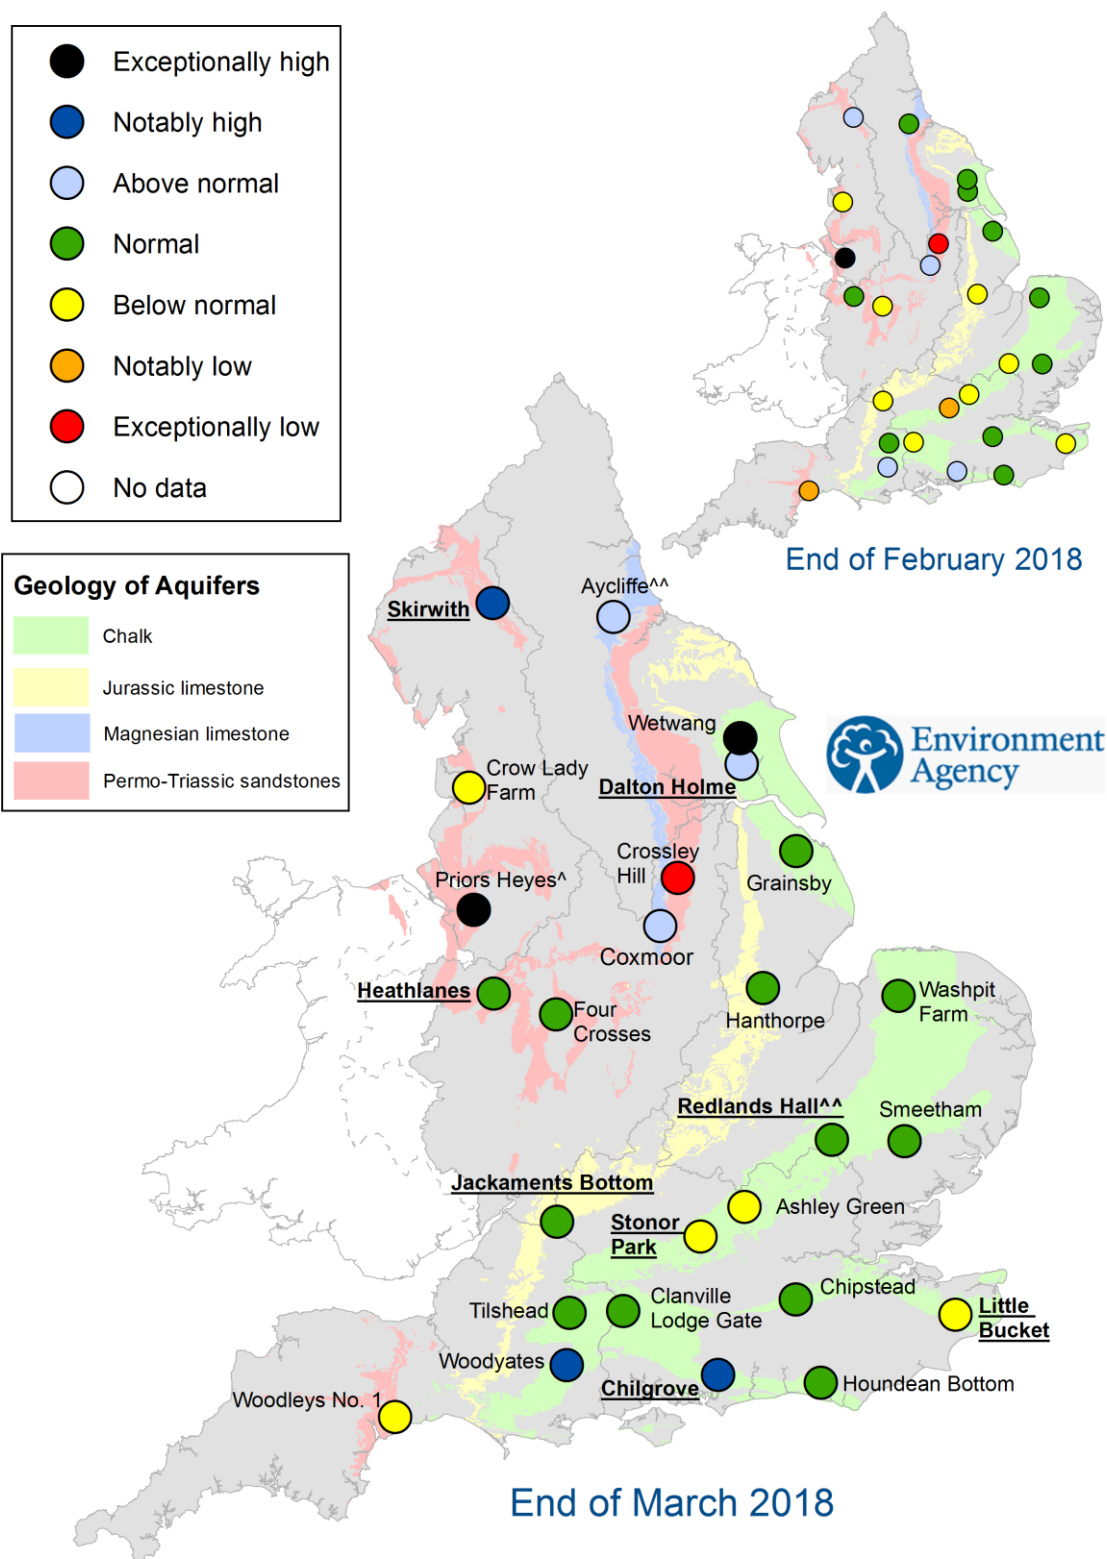 Exceptionally high
Notably high
Above normal
Normal
Below normal
Notably low
Exceptionally low
No data
End of February 2018
Geology of Aquifers
Chalk
Jurassic limestone
Magnesian limestone
Permo-Triassic sandstones
Aycliffe^^
Skirwith
Wetwang
Environment
Agency
Crow Lady
Farm
Dalton Holme
Crossley
Hill
Priors Heyes^
Grainsby
Coxmoor
Heathlanes
Four
Crosses
Hanthorpe
Washpit
Farm
Redlands Hall^^
Smeetham
Jackaments Bottom
Ashley Green
Stonor
Park
Tilshead
Clanville
Lodge Gate
Chipstead
Little
Bucket
Woodyates
Chilgrove
Houndean Bottom
Woodleys No. 1
End of March 2018